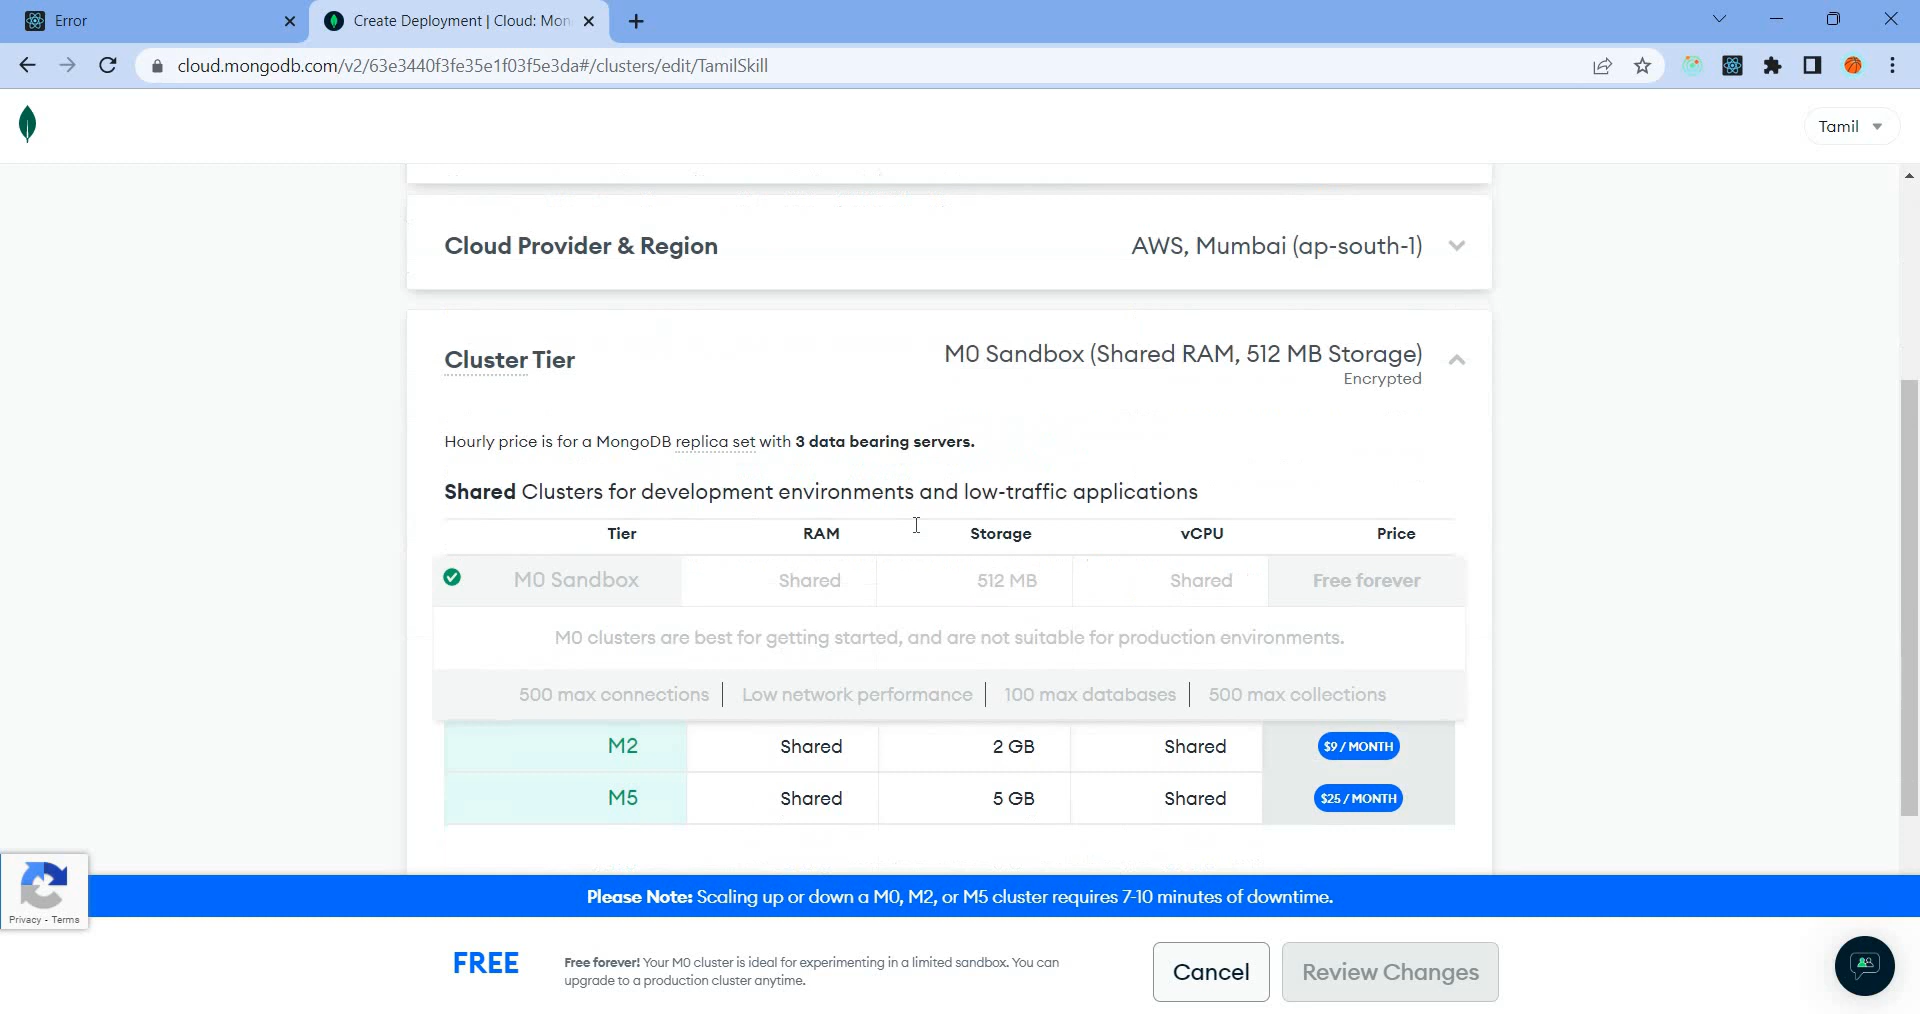 Error
Create Deployment | Cloud: Mon
cloud.mongodb.com/v2/63e3440f3fe35e1f03f5e3da#/clusters/edit/TamilSkill
Tamil
Cloud Provider & Region
AWS, Mumbai (ap-south-1)
Cluster Tier
M0 Sandbox (Shared RAM, 512 MB Storage)
Encrypted
Hourly price is for a MongoDB replica set with 3 data bearing servers.
Shared Clusters for development environments and low-traffic applications
Tier RAM Storage vCPU Price
M0 Sandbox Shared 512 MB Shared Free forever
M0 clusters are best for getting started, and are not suitable for production environments.
500 max connections | Low network performance | 100 max databases | 500 max collections
M2 Shared 2 GB Shared $9 / MONTH
M5 Shared 5 GB Shared $25 / MONTH
Privacy - Terms
Please Note: Scaling up or down a M0, M2, or M5 cluster requires 7-10 minutes of downtime.
FREE
Free forever! Your M0 cluster is ideal for experimenting in a limited sandbox. You can
upgrade to a production cluster anytime.
Cancel
Review Changes